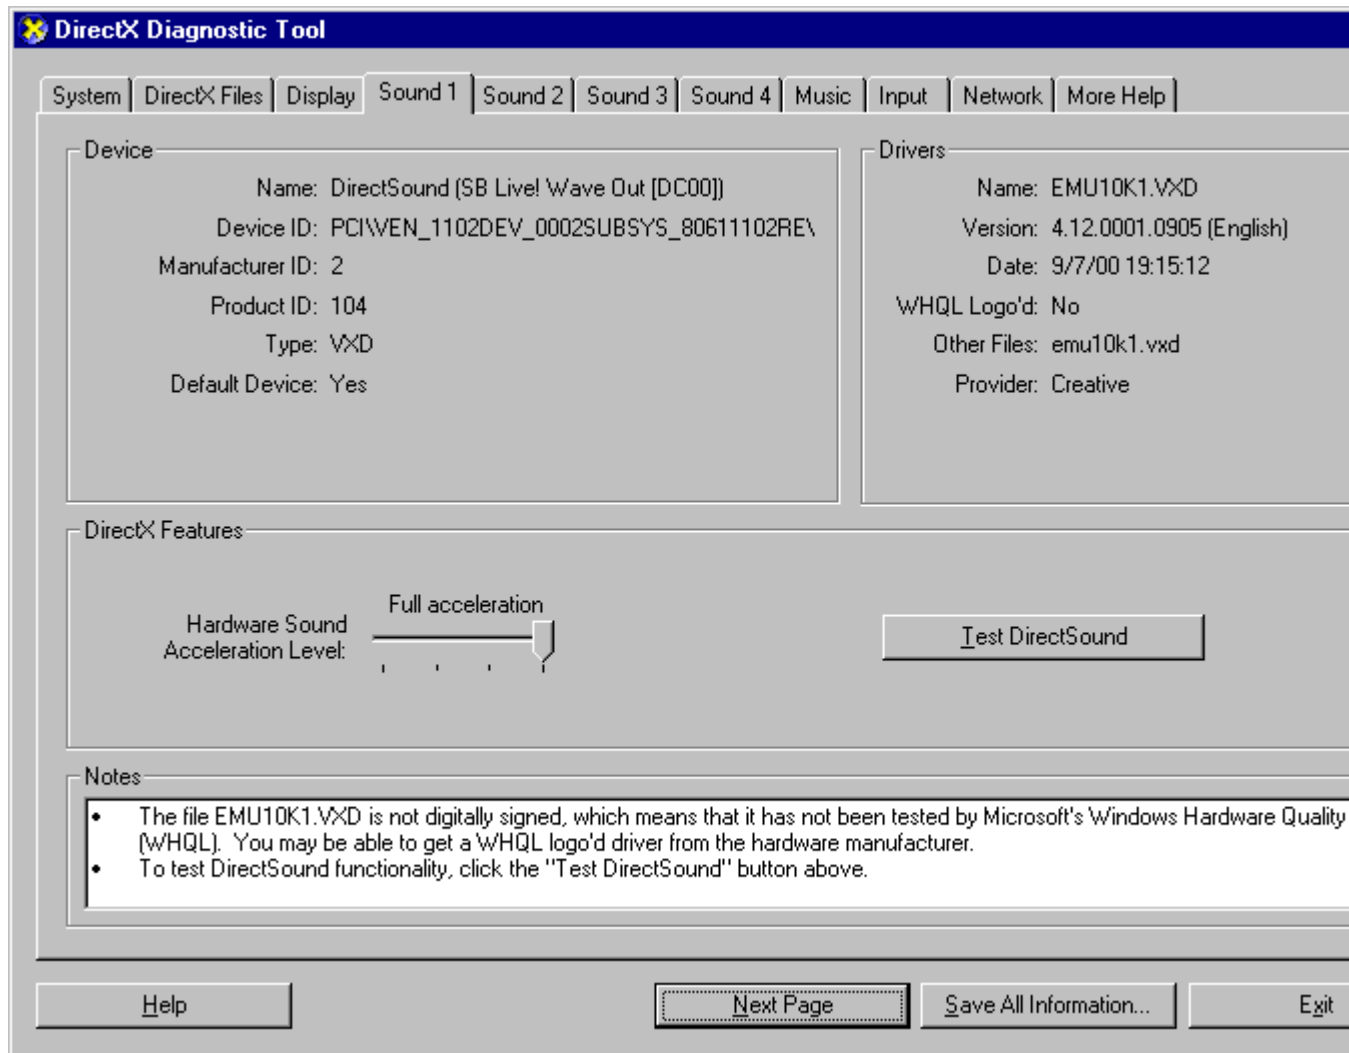 DirectX Diagnostic Tool
System DirectX Files Display Sound 1 Sound 2 Sound 3 Sound 4 Music Input Network More Help
Device
Name: DirectSound (SB Live! Wave Out [DC00])
Device ID: PCI\VEN_1102DEV_0002SUBSYS_80611102RE\
Manufacturer ID: 2
Product ID: 104
Type: VXD
Default Device: Yes
Drivers
Name: EMU10K1.VXD
Version: 4.12.0001.0905 (English)
Date: 9/7/00 19:15:12
WHQL Logo'd: No
Other Files: emu10k1.vxd
Provider: Creative
DirectX Features
Full acceleration
Hardware Sound
Acceleration Level:
Test DirectSound
Notes
• The file EMU10K1.VXD is not digitally signed, which means that it has not been tested by Microsoft's Windows Hardware Quality
(WHQL). You may be able to get a WHQL logo'd driver from the hardware manufacturer.
• To test DirectSound functionality, click the "Test DirectSound" button above.
Help Next Page Save All Information... Exit